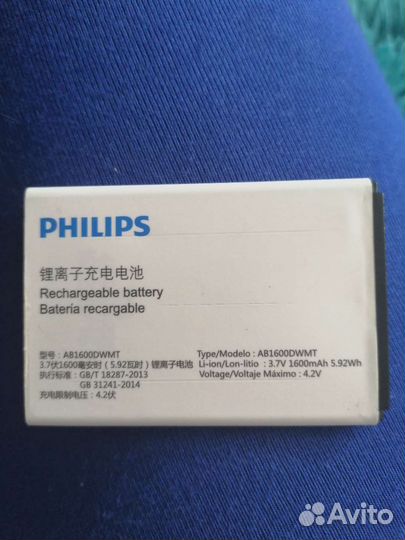 PHILIPS
锂离子充电电池
Rechargeable battery
Batería recargable
型号: AB1600DWMT
3.7伏1600毫安时 (5.92瓦时) 锂离子电池
执行标准: GB/T 18287-2013
GB 31241-2014
充电限制电压: 4.2伏
Type/Modelo : AB1600DWMT
Li-ion/Lon-litio : 3.7V 1600mAh 5.92Wh
Voltage/Voltaje Máximo : 4.2V
Avito